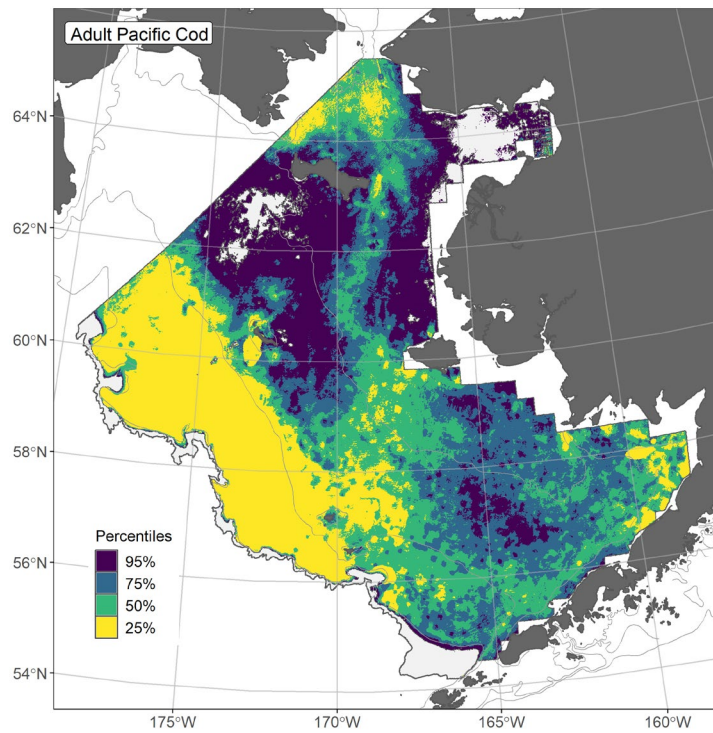 Adult Pacific Cod
64°N
62°N
60°N
58°N
56°N
54°N
Percentiles
95%
75%
50%
25%
175°W
170°W
165°W
160°W